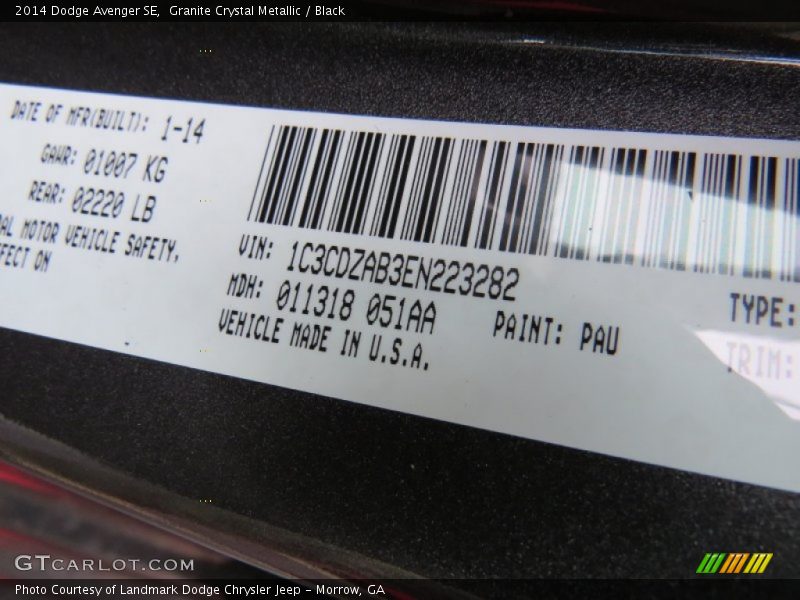 2014 Dodge Avenger SE,  Granite Crystal Metallic / Black
DATE OF MFR(BUILT): 1-14
GAWR: 01007 KG
REAR: 02220 LB
MOTOR VEHICLE SAFETY,
ON
VIN: 1C3CDZAB3EN223282
MDH: 011318 051AA
PAINT: PAU
VEHICLE MADE IN U.S.A.
TYPE:
TRIM:
GTCARLOT.COM
Photo Courtesy of Landmark Dodge Chrysler Jeep - Morrow, GA